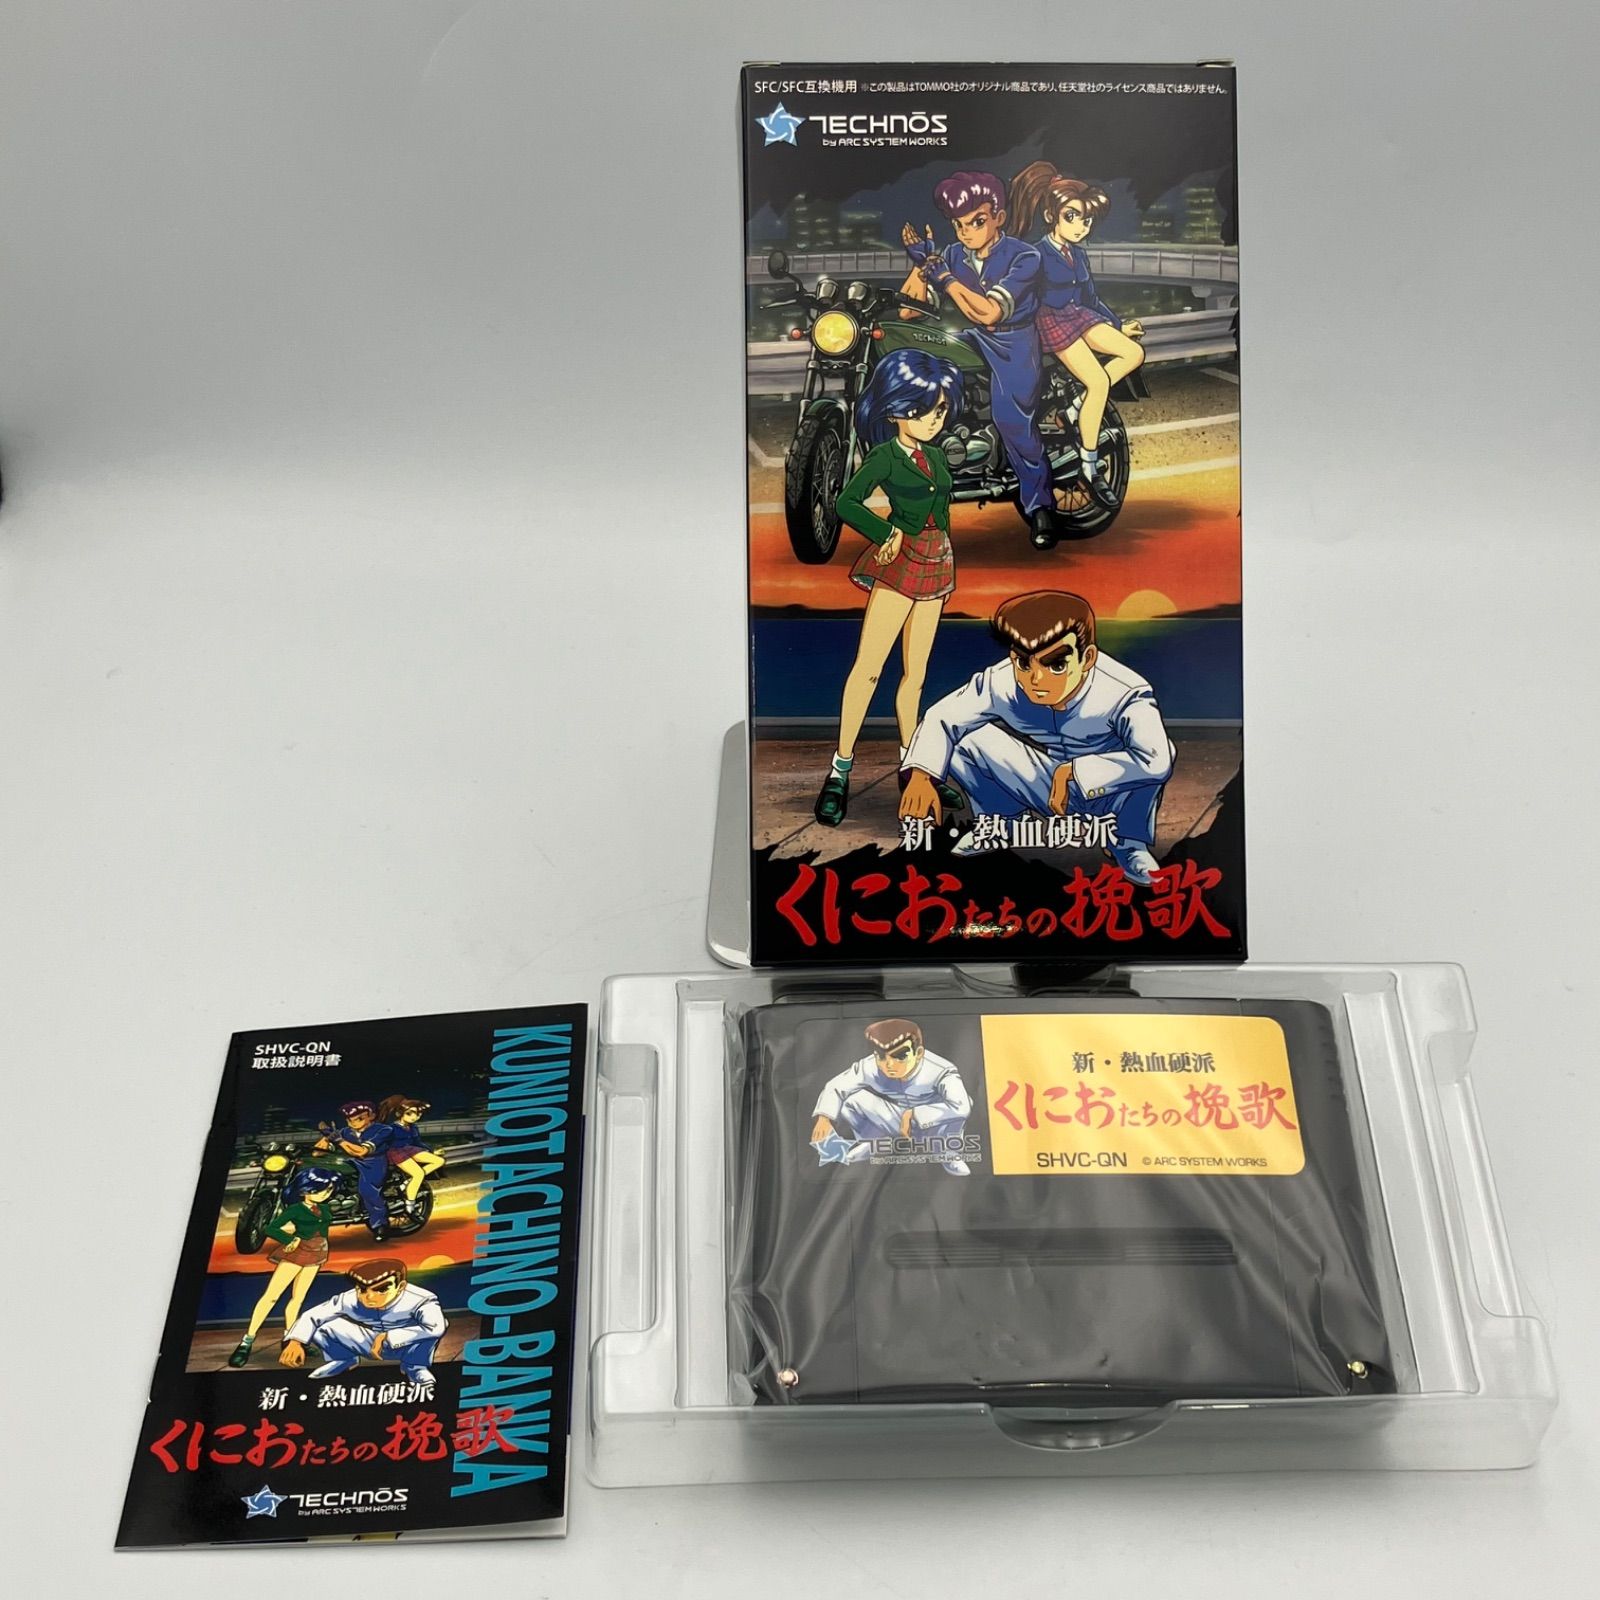 SFC/SFC互換機用 ※この製品はTOMMO社のオリジナル商品であり、任天堂社のライセンス商品ではありません。
TECHNŌS
by ARC SYSTEM WORKS
TECHNOS
新・熱血硬派
くにおたちの挽歌
SHVC-QN
取扱説明書
KUNIOTACHINO-BANKA
新・熱血硬派
くにおたちの挽歌
TECHNŌS
by ARC SYSTEM WORKS
新・熱血硬派
くにおたちの挽歌
TECHNŌS
by ARC SYSTEM WORKS
SHVC-QN © ARC SYSTEM WORKS